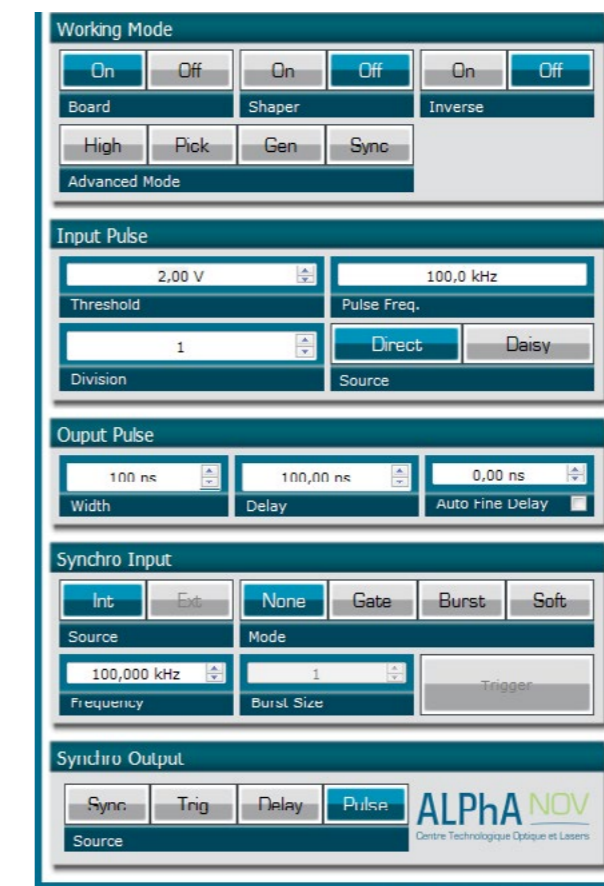 Working Mode
On Off On Off On Off
Board Shaper Inverse
High Pick Gen Sync
Advanced Mode
Input Pulse
2,00 V 100,0 kHz
Threshold Pulse Freq.
1 Direct Daisy
Division Source
Ouput Pulse
100 ns 100,00 ns 0,00 ns
Width Delay Auto Fine Delay
Synchro Input
Int Ext None Gate Burst Soft
Source Mode
100,000 kHz 1 Trigger
Frequency Burst Size
Synchro Output
Sync Trig Delay Pulse ALPhA NOV
Source Centre Technologique Optique et Lasers